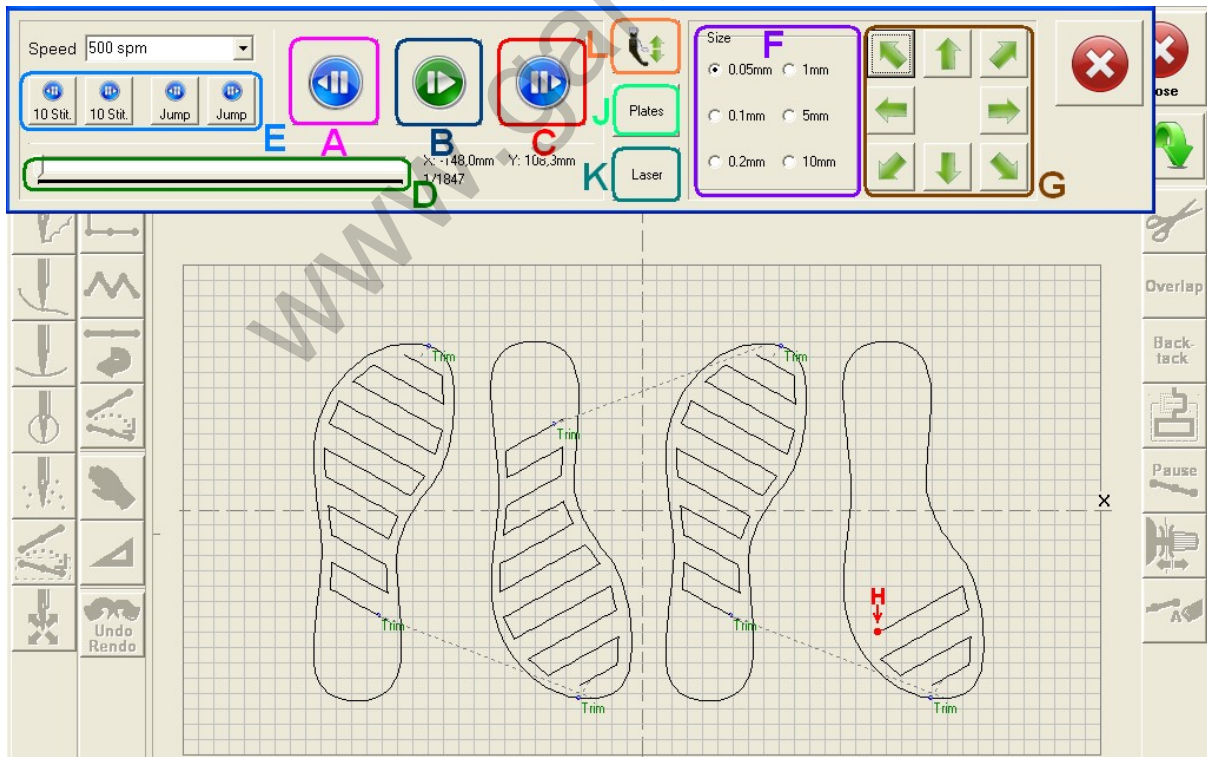 Speed 500 spm
10 Stit. 10 Stit. Jump Jump
E A B C D
X: -148,0mm Y: 108,3mm
1/1847
L
J Plates
K Laser
Size F
0.05mm 1mm
0.1mm 5mm
0.2mm 10mm
G
Overlap
Back-
tack
Pause
A
Undo
Rendo
Trim
Trim
Trim
Trim
Trim
Trim
Trim
X
H